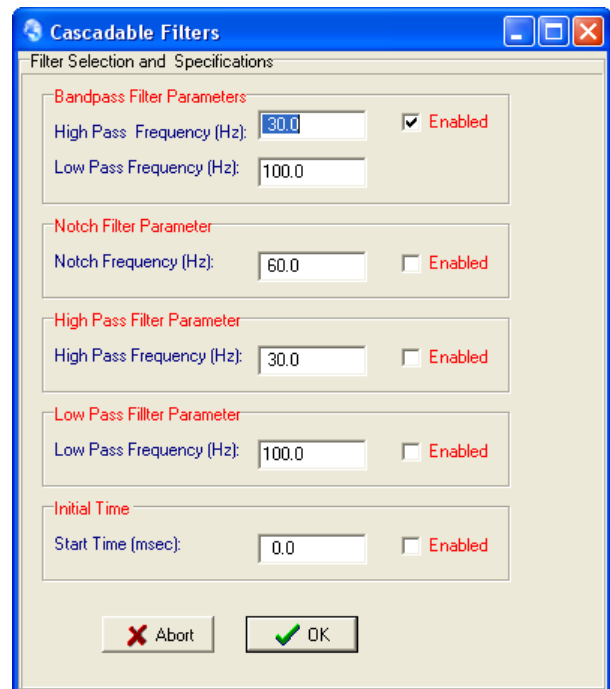 Cascadable Filters
Filter Selection and Specifications
Bandpass Filter Parameters
High Pass Frequency (Hz): 30.0 Enabled
Low Pass Frequency (Hz): 100.0
Notch Filter Parameter
Notch Frequency (Hz): 60.0 Enabled
High Pass Filter Parameter
High Pass Frequency (Hz): 30.0 Enabled
Low Pass Fillter Parameter
Low Pass Frequency (Hz): 100.0 Enabled
Initial Time
Start Time (msec): 0.0 Enabled
Abort OK